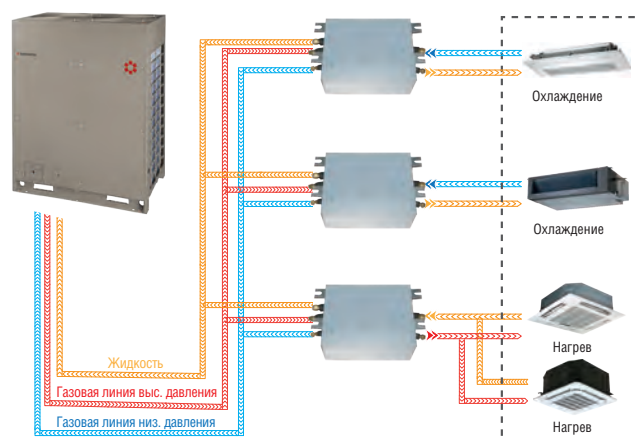 Охлаждение
Охлаждение
Нагрев
Нагрев
Жидкость
Газовая линия выс. давления
Газовая линия низ. давления